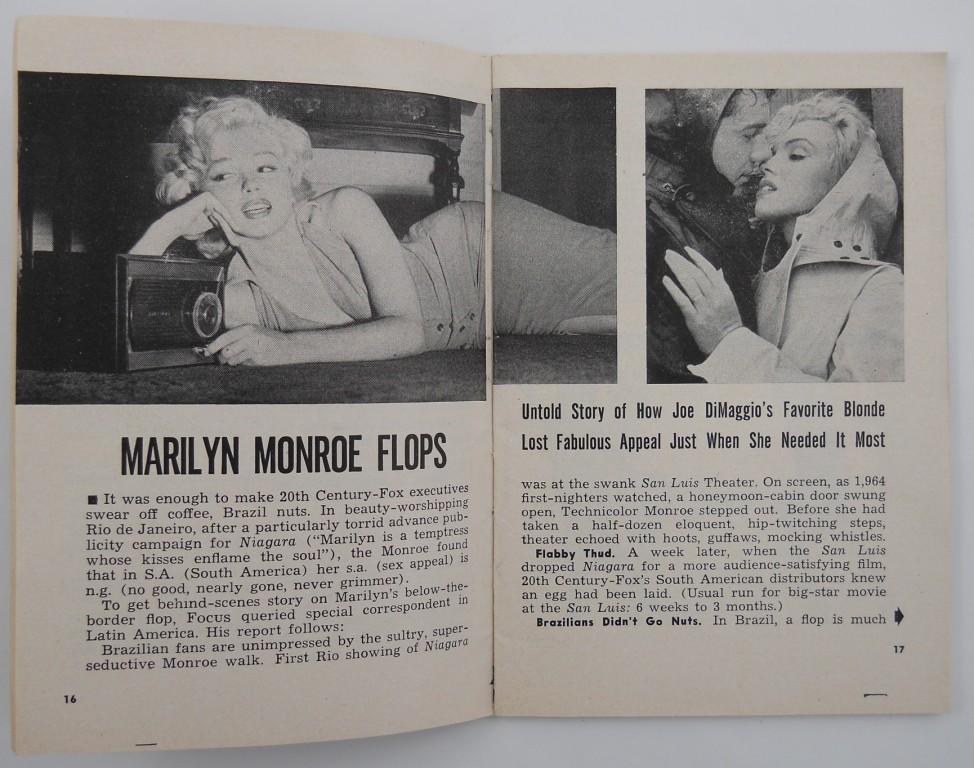 MARILYN MONROE FLOPS
■ It was enough to make 20th Century-Fox executives
swear off coffee, Brazil nuts. In beauty-worshipping
Rio de Janeiro, after a particularly torrid advance pub-
licity campaign for Niagara ("Marilyn is a temptress
whose kisses enflame the soul"), the Monroe found
that in S.A. (South America) her s.a. (sex appeal) is
n.g. (no good, nearly gone, never grimmer).
To get behind-scenes story on Marilyn's below-the-
border flop, Focus queried special correspondent in
Latin America. His report follows:
Brazilian fans are unimpressed by the sultry, super-
seductive Monroe walk. First Rio showing of Niagara
16
Untold Story of How Joe DiMaggio's Favorite Blonde
Lost Fabulous Appeal Just When She Needed It Most
was at the swank San Luis Theater. On screen, as 1,964
first-nighters watched, a honeymoon-cabin door swung
open, Technicolor Monroe stepped out. Before she had
taken a half-dozen eloquent, hip-twitching steps,
theater echoed with hoots, guffaws, mocking whistles.
Flabby Thud. A week later, when the San Luis
dropped Niagara for a more audience-satisfying film,
20th Century-Fox's South American distributors knew
an egg had been laid. (Usual run for big-star movie
at the San Luis: 6 weeks to 3 months.)
Brazilians Didn't Go Nuts. In Brazil, a flop is much
17